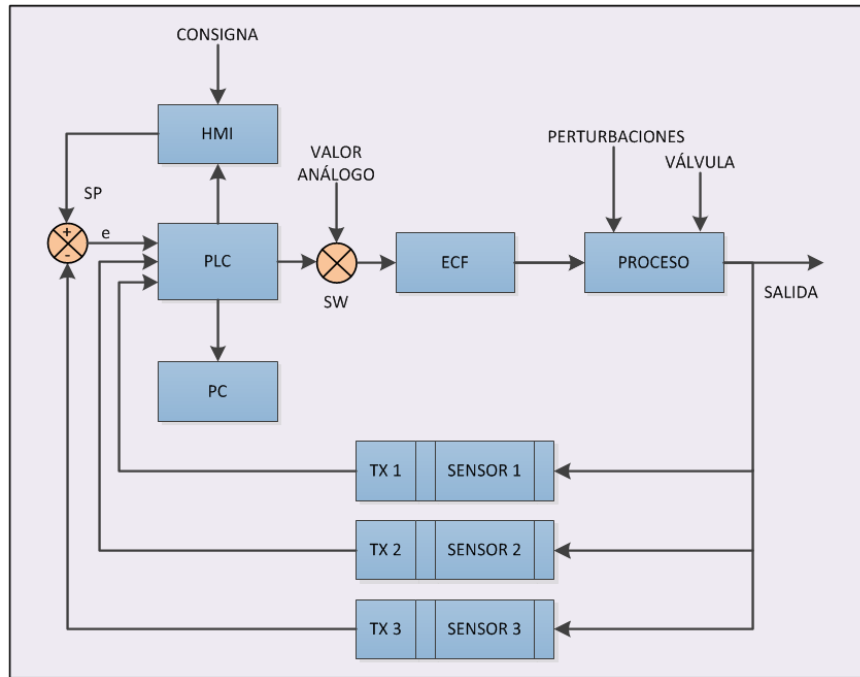 CONSIGNA
HMI
SP
+
-
e
PLC
VALOR
ANÁLOGO
SW
ECF
PERTURBACIONES
VÁLVULA
PROCESO
SALIDA
PC
TX 1
SENSOR 1
TX 2
SENSOR 2
TX 3
SENSOR 3